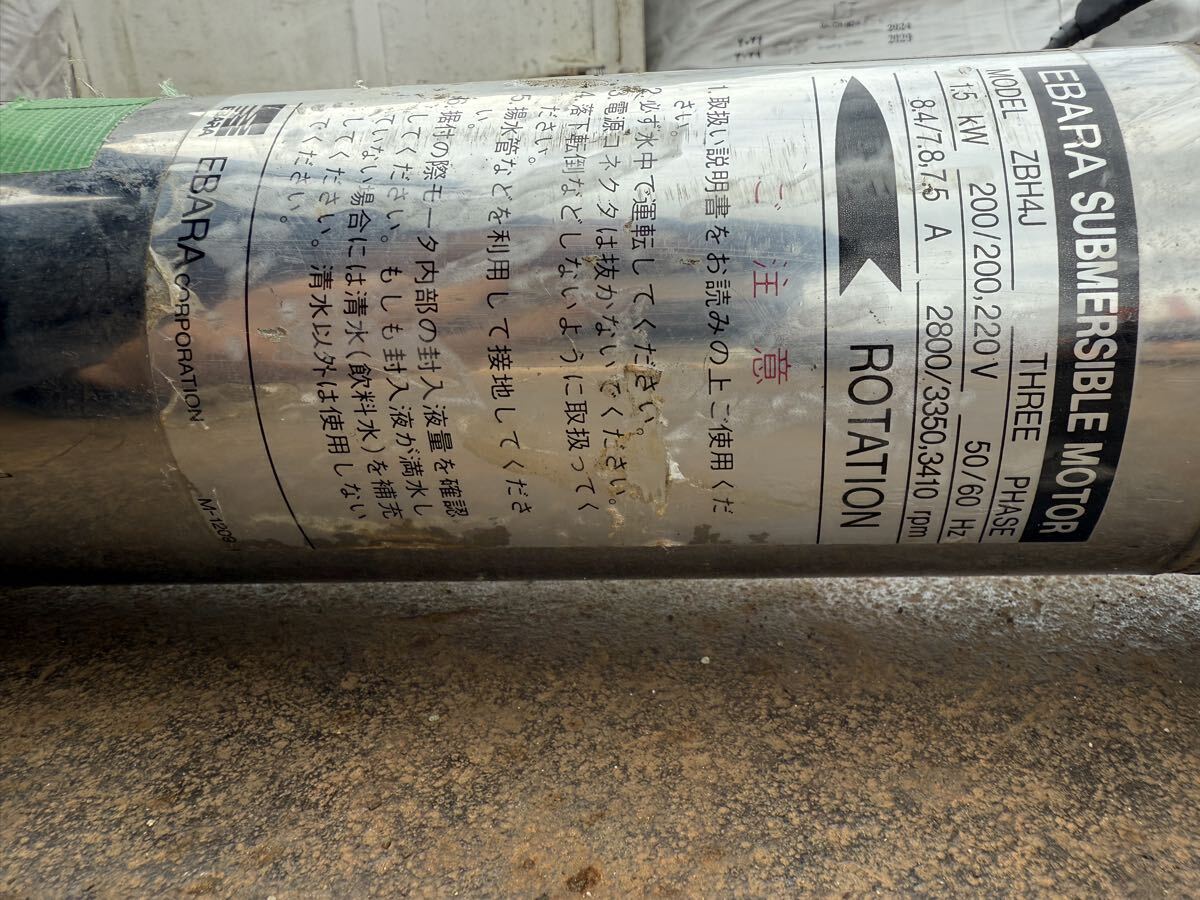 EBARA SUBMERSIBLE MOTOR
MODEL ZBH4J THREE PHASE
1.5 kW 200/200,220V 50/60 Hz
8.4/7.8,7.5 A 2800/3350,3410 rpm
ROTATION
ご注意
1.取扱い説明書をお読みの上ご使用くだ
さい。
2.必ず水中で運転してください。
3.電源コネクタは抜かないでください。
4.落下転倒などしないように取扱ってく
ださい。
5.揚水管などを利用して接地してくださ
い。
6.据付の際モータ内部の封入液量を確認
してください。もしも封入液が満水し
ていない場合には清水(飲料水)を補充
してください。清水以外は使用しない
でください。
EBARA
EBARA CORPORATION
M-1209-1
2024
2029